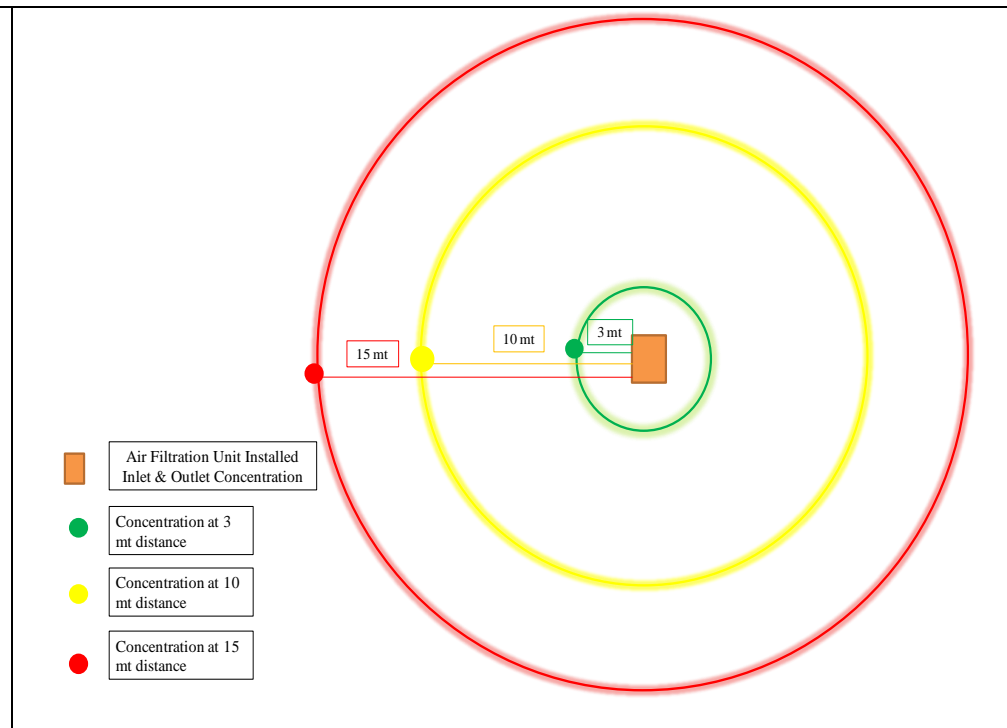 3 mt
10 mt
15 mt
Air Filtration Unit Installed
Inlet & Outlet Concentration
Concentration at 3
mt distance
Concentration at 10
mt distance
Concentration at 15
mt distance